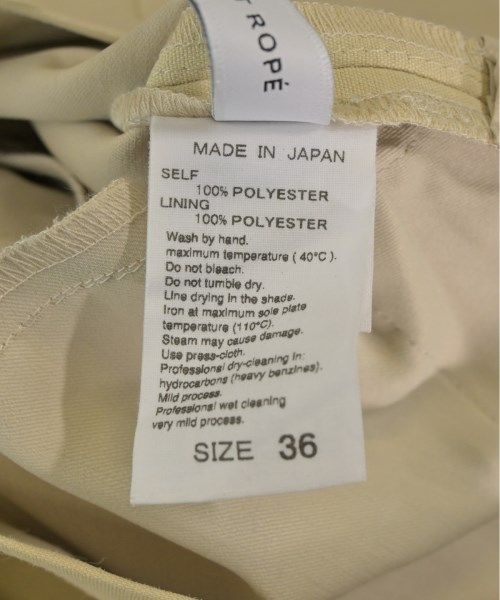 T ROPÉ
MADE IN JAPAN
SELF
100% POLYESTER
LINING
100% POLYESTER
Wash by hand.
maximum temperature ( 40°C ).
Do not bleach.
Do not tumble dry.
Line drying in the shade.
Iron at maximum sole plate
temperature (110°C).
Steam may cause damage.
Use press-cloth.
Professional dry-cleaning in:
hydrocarbons (heavy benzines).
Mild process.
Professional wet cleaning
very mild process.
SIZE 36